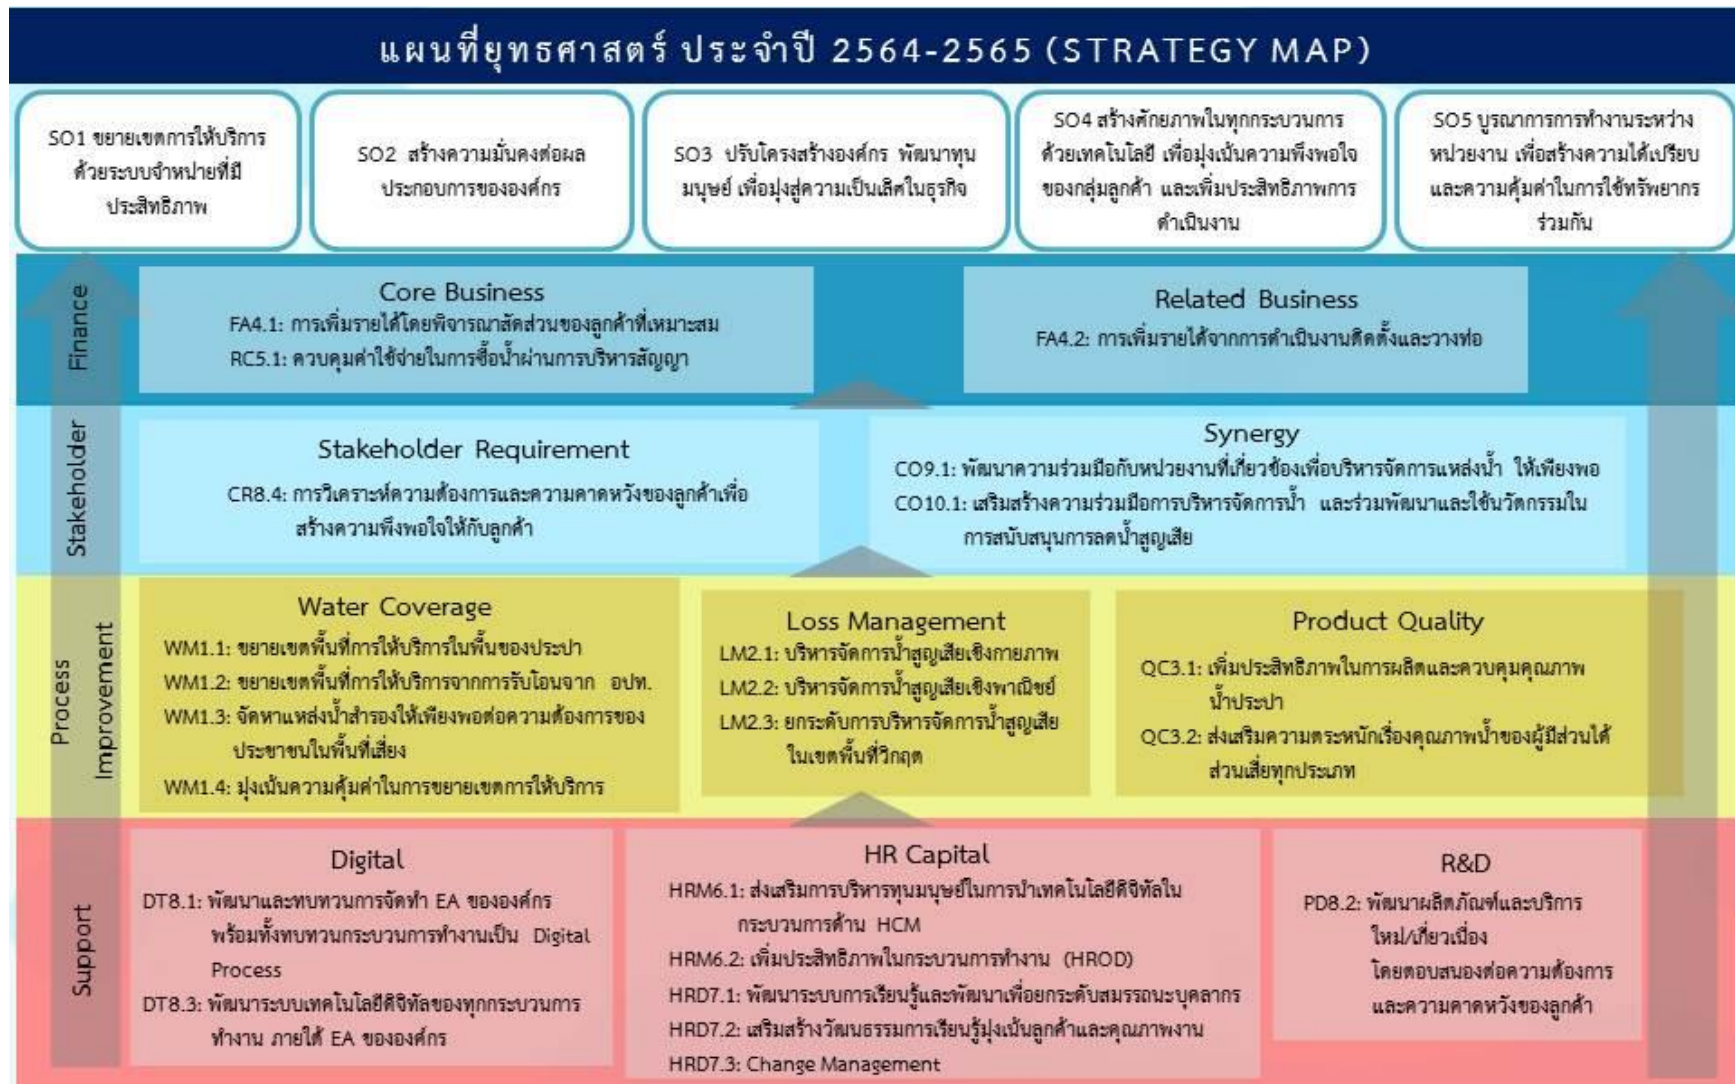 แผนที่ยุทธศาสตร์ ประจำปี 2564-2565 (STRATEGY MAP)
SO1 ขยายเขตการให้บริการ
ด้วยระบบจำหน่ายที่มี
ประสิทธิภาพ
SO2 สร้างความมั่นคงต่อผล
ประกอบการขององค์กร
SO3 ปรับโครงสร้างองค์กร พัฒนาทุน
มนุษย์ เพื่อมุ่งสู่ความเป็นเลิศในธุรกิจ
SO4 สร้างศักยภาพในทุกกระบวนการ
ด้วยเทคโนโลยี เพื่อมุ่งเน้นความพึงพอใจ
ของกลุ่มลูกค้า และเพิ่มประสิทธิภาพการ
ดำเนินงาน
SO5 บูรณาการการทำงานระหว่าง
หน่วยงาน เพื่อสร้างความได้เปรียบ
และความคุ้มค่าในการใช้ทรัพยากร
ร่วมกัน
Finance
Core Business
FA4.1: การเพิ่มรายได้โดยพิจารณาสัดส่วนของลูกค้าที่เหมาะสม
RC5.1: ควบคุมค่าใช้จ่ายในการซื้อน้ำผ่านการบริหารสัญญา
Related Business
FA4.2: การเพิ่มรายได้จากการดำเนินงานติดตั้งและวางท่อ
Stakeholder
Stakeholder Requirement
CR8.4: การวิเคราะห์ความต้องการและความคาดหวังของลูกค้าเพื่อ
สร้างความพึงพอใจให้กับลูกค้า
Synergy
CO9.1: พัฒนาความร่วมมือกับหน่วยงานที่เกี่ยวข้องเพื่อบริหารจัดการแหล่งน้ำ ให้เพียงพอ
CO10.1: เสริมสร้างความร่วมมือการบริหารจัดการน้ำ และร่วมพัฒนาและใช้นวัตกรรมใน
การสนับสนุนการลดน้ำสูญเสีย
Process
Improvement
Water Coverage
WM1.1: ขยายเขตพื้นที่การให้บริการในพื้นของประปา
WM1.2: ขยายเขตพื้นที่การให้บริการจากการรับโอนจาก อปท.
WM1.3: จัดหาแหล่งน้ำสำรองให้เพียงพอต่อความต้องการของ
ประชาชนในพื้นที่เสี่ยง
WM1.4: มุ่งเน้นความคุ้มค่าในการขยายเขตการให้บริการ
Loss Management
LM2.1: บริหารจัดการน้ำสูญเสียเชิงกายภาพ
LM2.2: บริหารจัดการน้ำสูญเสียเชิงพาณิชย์
LM2.3: ยกระดับการบริหารจัดการน้ำสูญเสีย
ในเขตพื้นที่วิกฤต
Product Quality
QC3.1: เพิ่มประสิทธิภาพในการผลิตและควบคุมคุณภาพ
น้ำประปา
QC3.2: ส่งเสริมความตระหนักเรื่องคุณภาพน้ำของผู้มีส่วนได้
ส่วนเสียทุกประเภท
Support
Digital
DT8.1: พัฒนาและทบทวนการจัดทำ EA ขององค์กร
พร้อมทั้งทบทวนกระบวนการทำงานเป็น Digital
Process
DT8.3: พัฒนาระบบเทคโนโลยีดิจิทัลของทุกกระบวนการ
ทำงาน ภายใต้ EA ขององค์กร
HR Capital
HRM6.1: ส่งเสริมการบริหารทุนมนุษย์ในการนำเทคโนโลยีดิจิทัลใน
กระบวนการด้าน HCM
HRM6.2: เพิ่มประสิทธิภาพในกระบวนการทำงาน (HROD)
HRD7.1: พัฒนาระบบการเรียนรู้และพัฒนาเพื่อยกระดับสมรรถนะบุคลากร
HRD7.2: เสริมสร้างวัฒนธรรมการเรียนรู้มุ่งเน้นลูกค้าและคุณภาพงาน
HRD7.3: Change Management
R&D
PD8.2: พัฒนาผลิตภัณฑ์และบริการ
ใหม่/เกี่ยวเนื่อง
โดยตอบสนองต่อความต้องการ
และความคาดหวังของลูกค้า